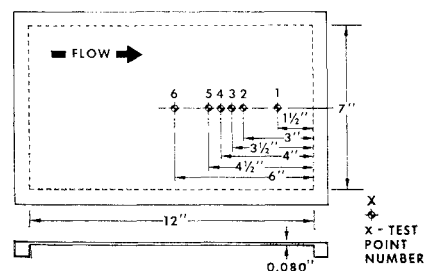 FLOW
6 5 4 3 2 1
1½"
3"
3½"
4"
4½"
6"
7"
12"
0.080"
X
x - TEST
POINT
NUMBER